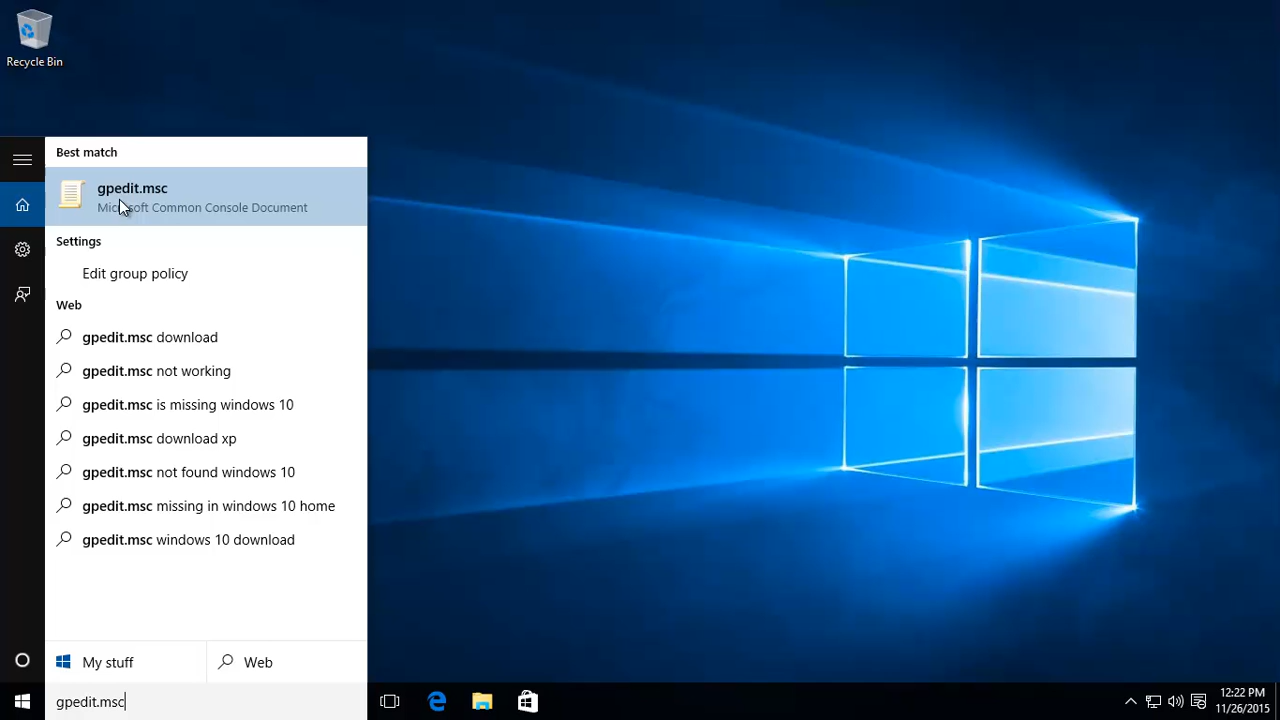 Recycle Bin
Best match
gpedit.msc
Microsoft Common Console Document
Settings
Edit group policy
Web
gpedit.msc download
gpedit.msc not working
gpedit.msc is missing windows 10
gpedit.msc download xp
gpedit.msc not found windows 10
gpedit.msc missing in windows 10 home
gpedit.msc windows 10 download
My stuff
Web
gpedit.msc
12:22 PM
11/26/2015